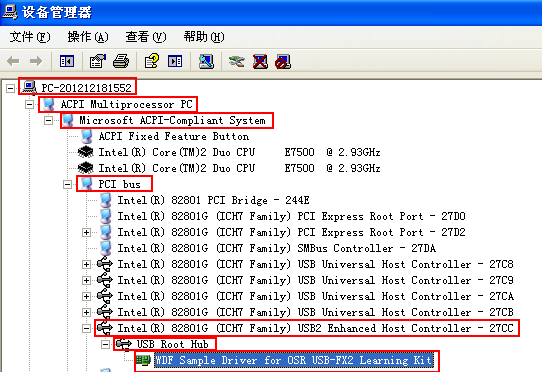 设备管理器
文件(F) 操作(A) 查看(V) 帮助(H)
PC-201212181552
ACPI Multiprocessor PC
Microsoft ACPI-Compliant System
ACPI Fixed Feature Button
Intel(R) Core(TM)2 Duo CPU E7500 @ 2.93GHz
Intel(R) Core(TM)2 Duo CPU E7500 @ 2.93GHz
PCI bus
Intel(R) 82801 PCI Bridge - 244E
Intel(R) 82801G (ICH7 Family) PCI Express Root Port - 27D0
Intel(R) 82801G (ICH7 Family) PCI Express Root Port - 27D2
Intel(R) 82801G (ICH7 Family) SMBus Controller - 27DA
Intel(R) 82801G (ICH7 Family) USB Universal Host Controller - 27C8
Intel(R) 82801G (ICH7 Family) USB Universal Host Controller - 27C9
Intel(R) 82801G (ICH7 Family) USB Universal Host Controller - 27CA
Intel(R) 82801G (ICH7 Family) USB Universal Host Controller - 27CB
Intel(R) 82801G (ICH7 Family) USB2 Enhanced Host Controller - 27CC
USB Root Hub
WDF Sample Driver for OSR USB-FX2 Learning Kit